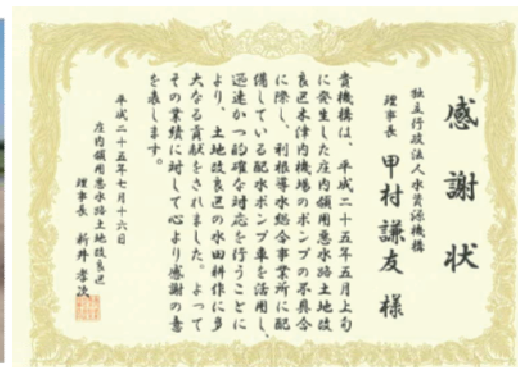 感謝状
独立行政法人水資源機構
理事長 甲村謙友 様
貴機構は、平成二十五年五月上旬
に発生した庄内領用悪水路土地改
良区木津内機場のポンプの不具合
に際し、利根導水総合事業所に配
備している配水ポンプ車を活用し、
迅速かつ的確な対応を行うことに
より、土地改良区の水田耕作に多
大なる貢献をされました。よって
その業績に対して心より感謝の意
を表します。
平成二十五年七月十六日
庄内領用悪水路土地改良区
理事長 新井孝次